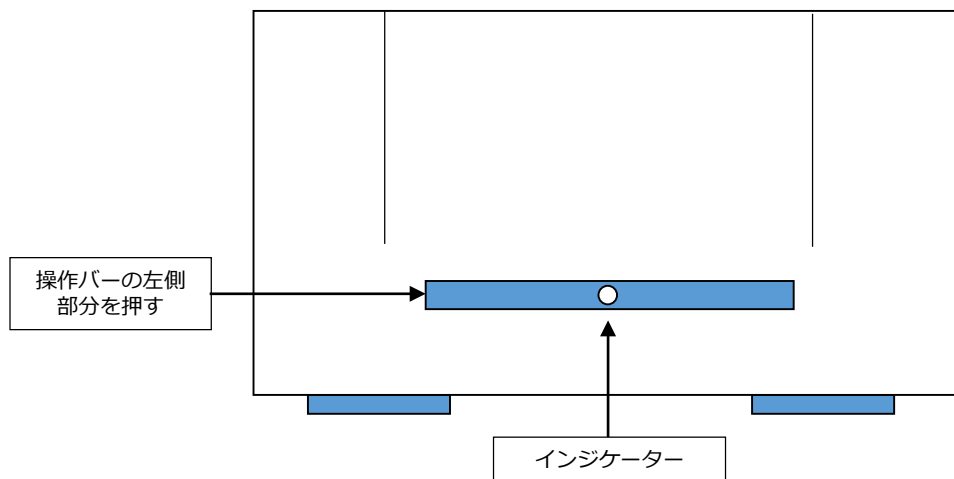 操作バーの左側
部分を押す
インジケーター